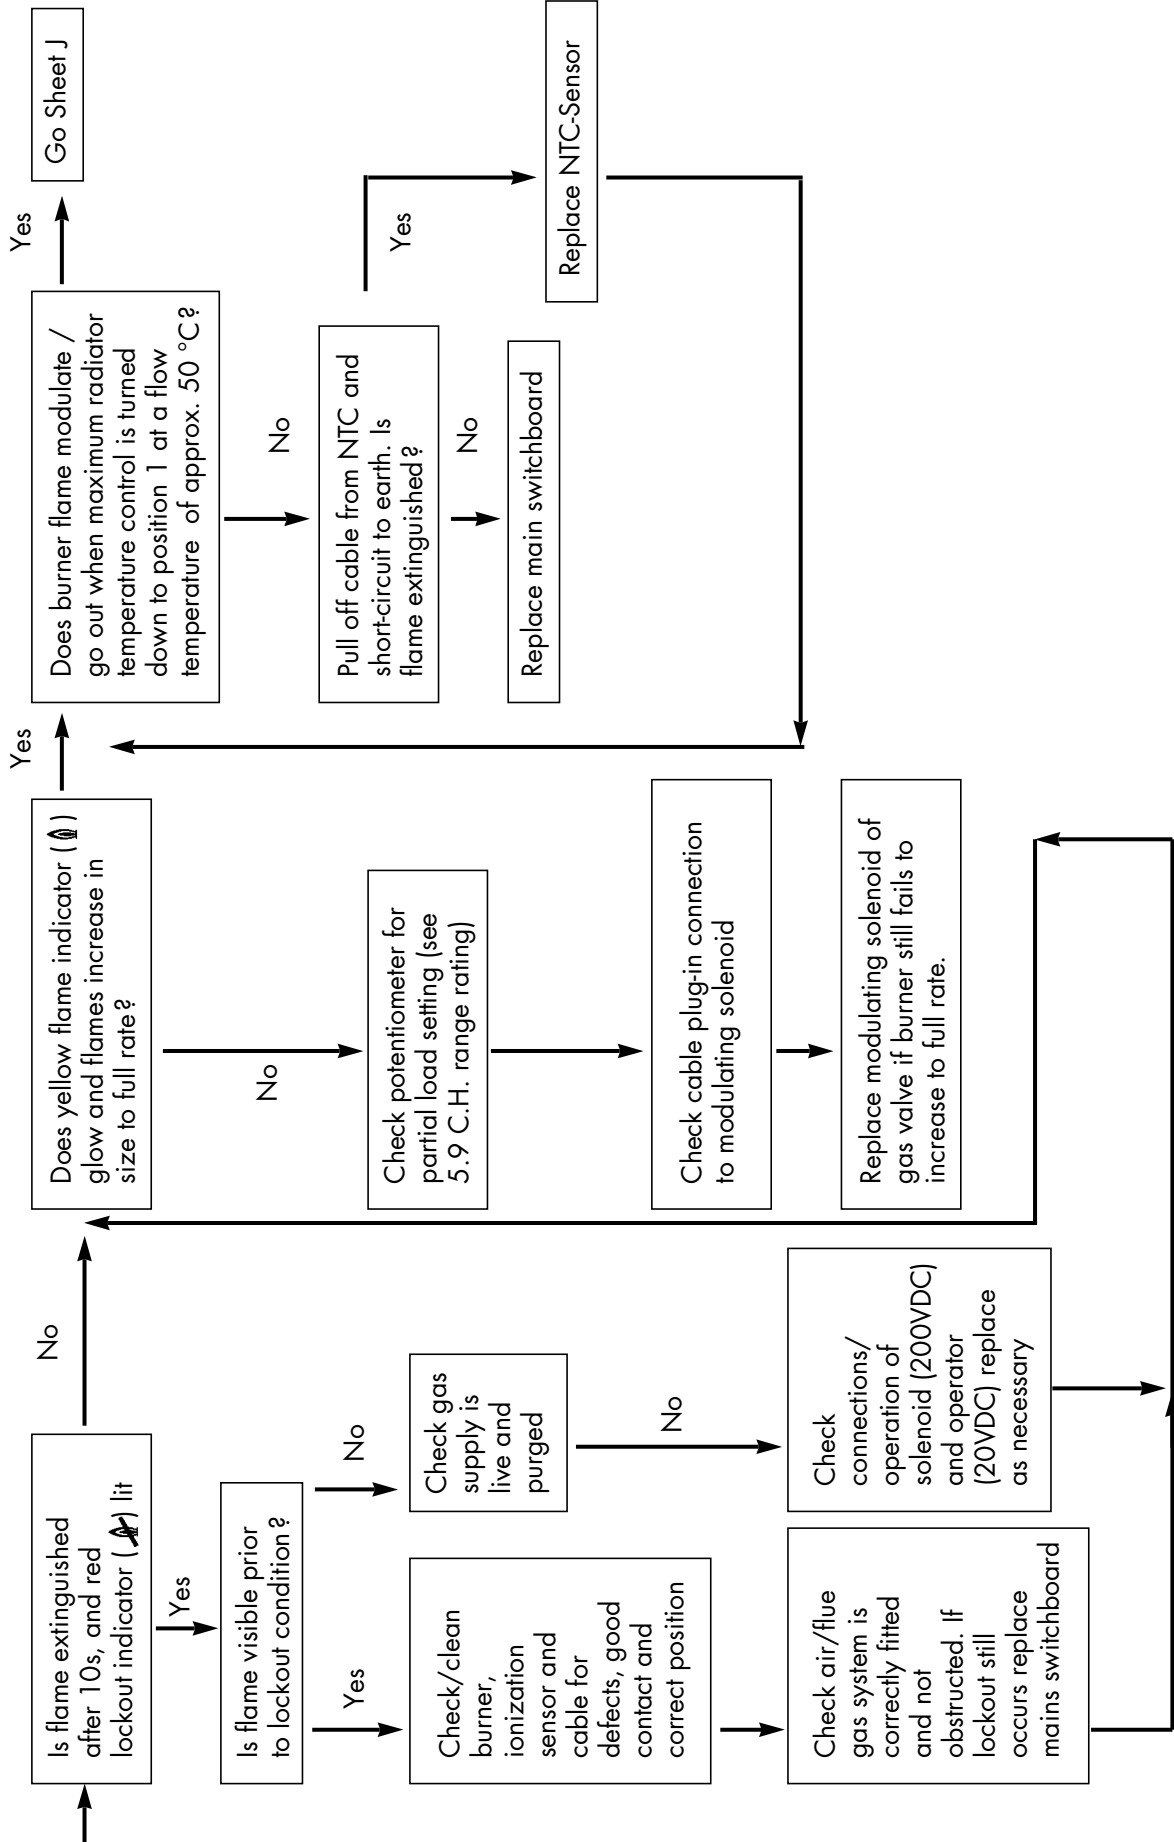 Is flame extinguished
after 10s, and red
lockout indicator ( ) lit
No
Yes
Is flame visible prior
to lockout condition?
Yes
No
Check/clean
burner,
ionization
sensor and
cable for
defects, good
contact and
correct position
Check gas
supply is
live and
purged
No
Check air/flue
gas system is
correctly fitted
and not
obstructed. If
lockout still
occurs replace
mains switchboard
Check
connections/
operation of
solenoid (200VDC)
and operator
(20VDC) replace
as necessary
Does yellow flame indicator ( )
glow and flames increase in
size to full rate?
Yes
No
Check potentiometer for
partial load setting (see
5.9 C.H. range rating)
Check cable plug-in connection
to modulating solenoid
Replace modulating solenoid of
gas valve if burner still fails to
increase to full rate.
Does burner flame modulate /
go out when maximum radiator
temperature control is turned
down to position 1 at a flow
temperature of approx. 50 °C?
Yes
Go Sheet J
No
Pull off cable from NTC and
short-circuit to earth. Is
flame extinguished?
Yes
No
Replace main switchboard
Replace NTC-Sensor